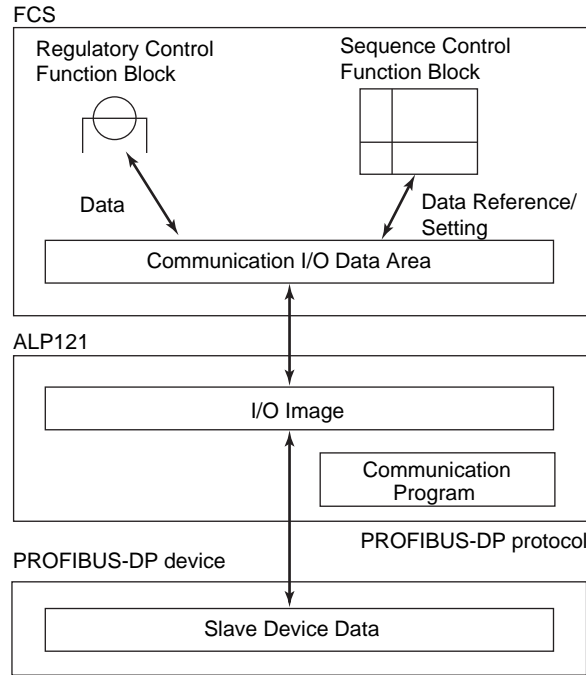 FCS
Regulatory Control
Function Block
Sequence Control
Function Block
Data
Data Reference/
Setting
Communication I/O Data Area
ALP121
I/O Image
Communication
Program
PROFIBUS-DP protocol
PROFIBUS-DP device
Slave Device Data